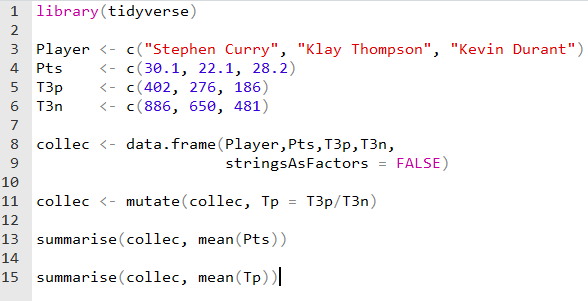 1 library(tidyverse)
2
3 Player <- c("Stephen Curry", "Klay Thompson", "Kevin Durant")
4 Pts    <- c(30.1, 22.1, 28.2)
5 T3p    <- c(402, 276, 186)
6 T3n    <- c(886, 650, 481)
7
8 collec <- data.frame(Player,Pts,T3p,T3n,
9                      stringsAsFactors = FALSE)
10
11 collec <- mutate(collec, Tp = T3p/T3n)
12
13 summarise(collec, mean(Pts))
14
15 summarise(collec, mean(Tp))